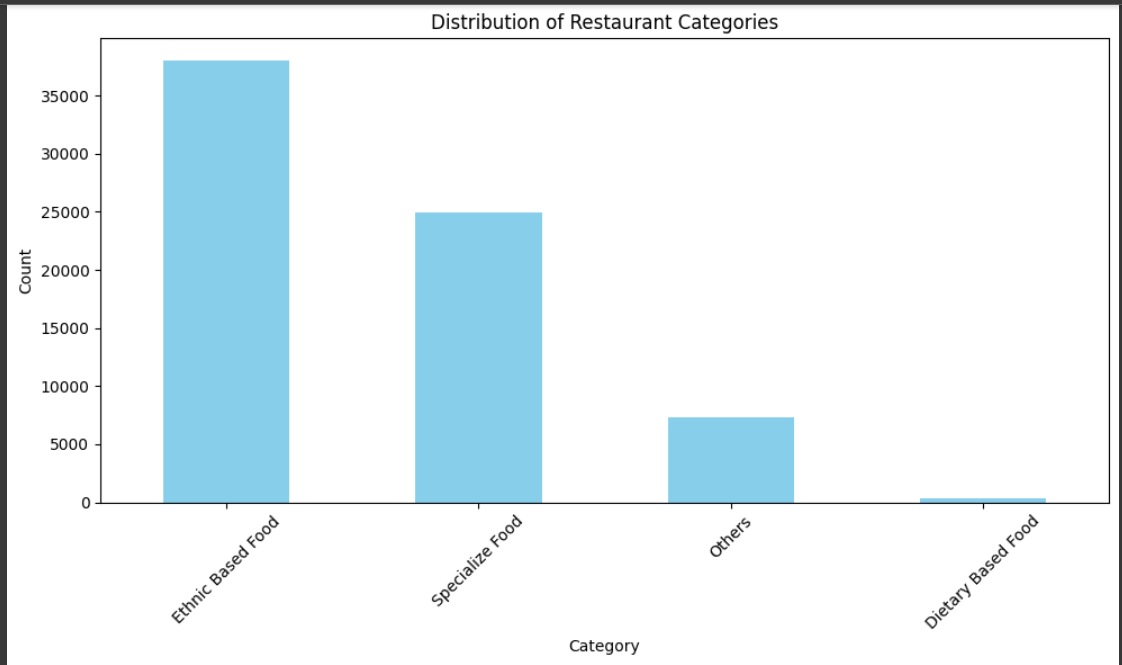 Distribution of Restaurant Categories
35000
30000
25000
20000
15000
10000
5000
0
Count
Ethnic Based Food
Specialize Food
Others
Dietary Based Food
Category